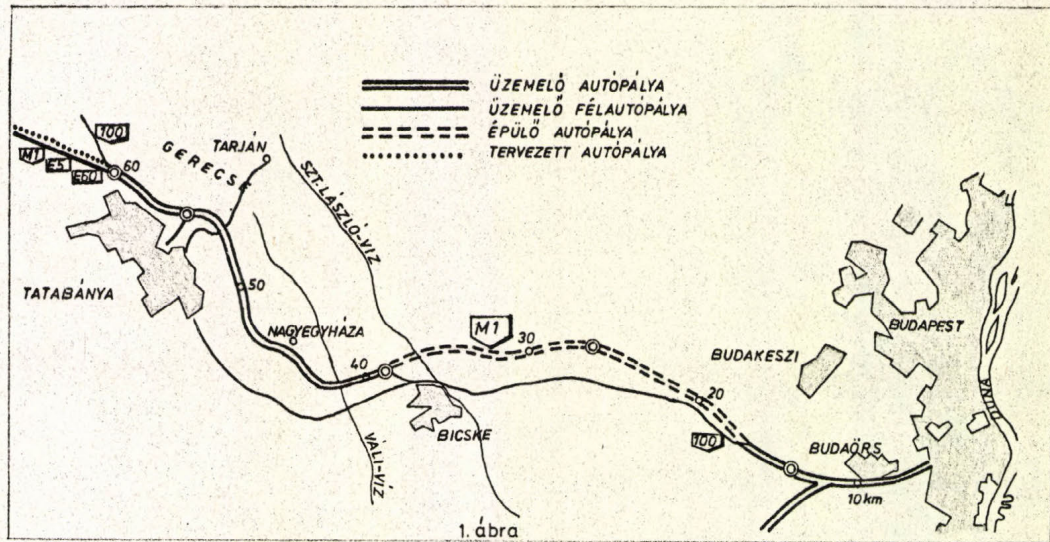 ÜZEMELŐ AUTÓPÁLYA
ÜZEMELŐ FÉLAUTÓPÁLYA
ÉPÜLŐ AUTÓPÁLYA
TERVEZETT AUTÓPÁLYA
100
TARJÁN
GERECSE
M1
E5
E60
60
SZT.LÁSZLÓ-VÍZ
TATABÁNYA
50
NAGYEGYHÁZA
M1
30
BUDAPEST
BUDAKESZI
40
20
DUNA
BICSKE
100
BUDAÖRS
VÁLI-VÍZ
10 km
1. ábra